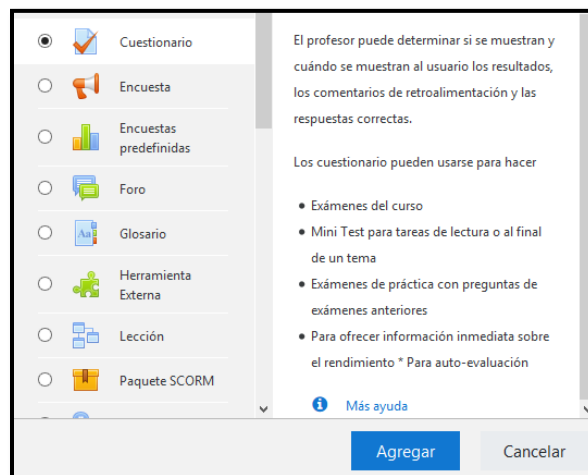 Cuestionario
Encuesta
Encuestas
predefinidas
Foro
Aa
Glosario
Herramienta
Externa
Lección
Paquete SCORM
El profesor puede determinar si se muestran y
cuándo se muestran al usuario los resultados,
los comentarios de retroalimentación y las
respuestas correctas.
Los cuestionario pueden usarse para hacer
• Exámenes del curso
• Mini Test para tareas de lectura o al final
de un tema
• Exámenes de práctica con preguntas de
exámenes anteriores
• Para ofrecer información inmediata sobre
el rendimiento * Para auto-evaluación
Más ayuda
Agregar
Cancelar